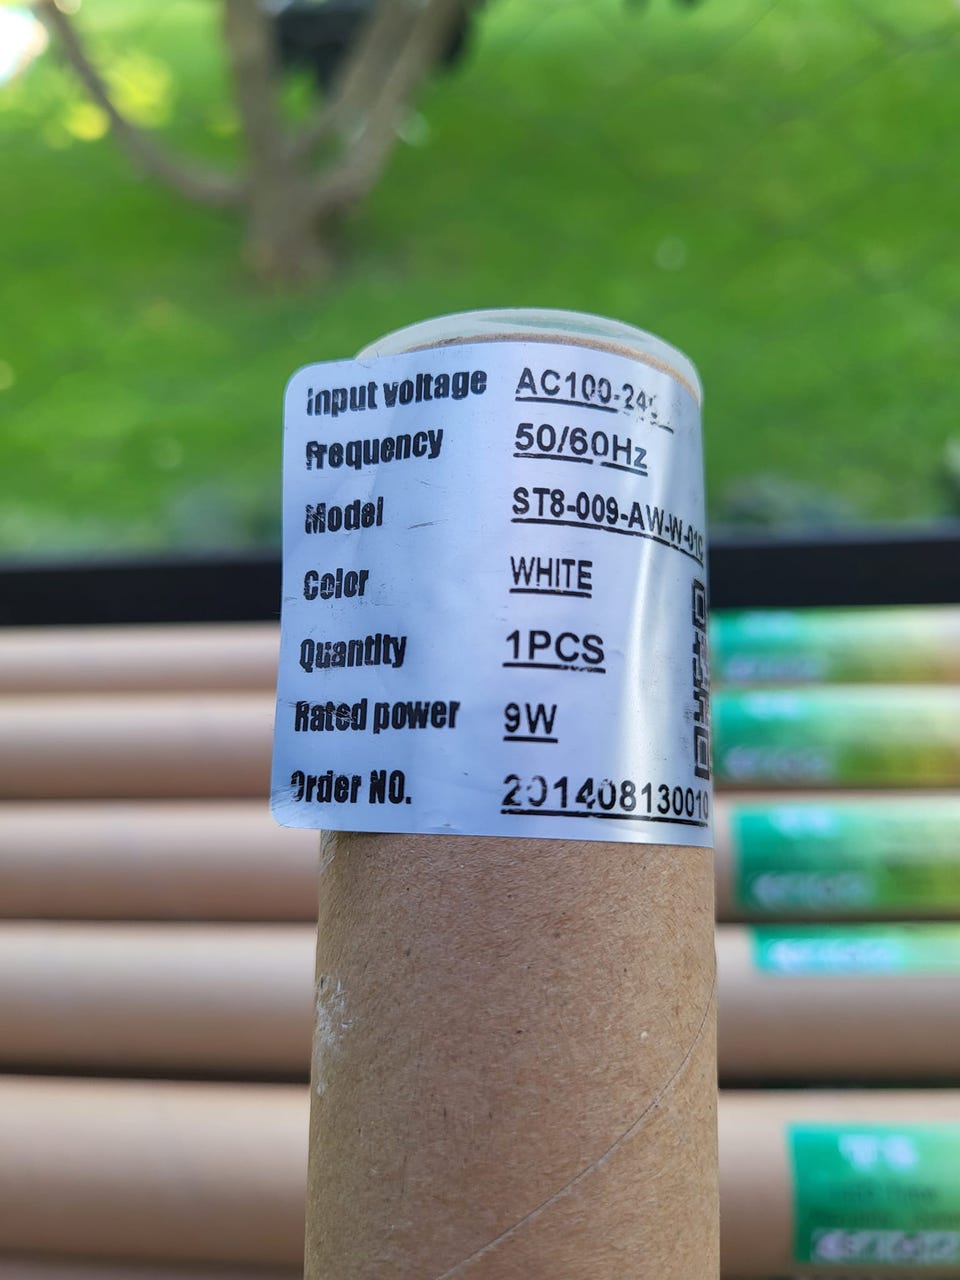 Input voltage AC100-24
Frequency 50/60Hz
Model ST8-009-AW-W-01C
Color WHITE
Quantity 1PCS
Rated power 9W
Order NO. 201408130010